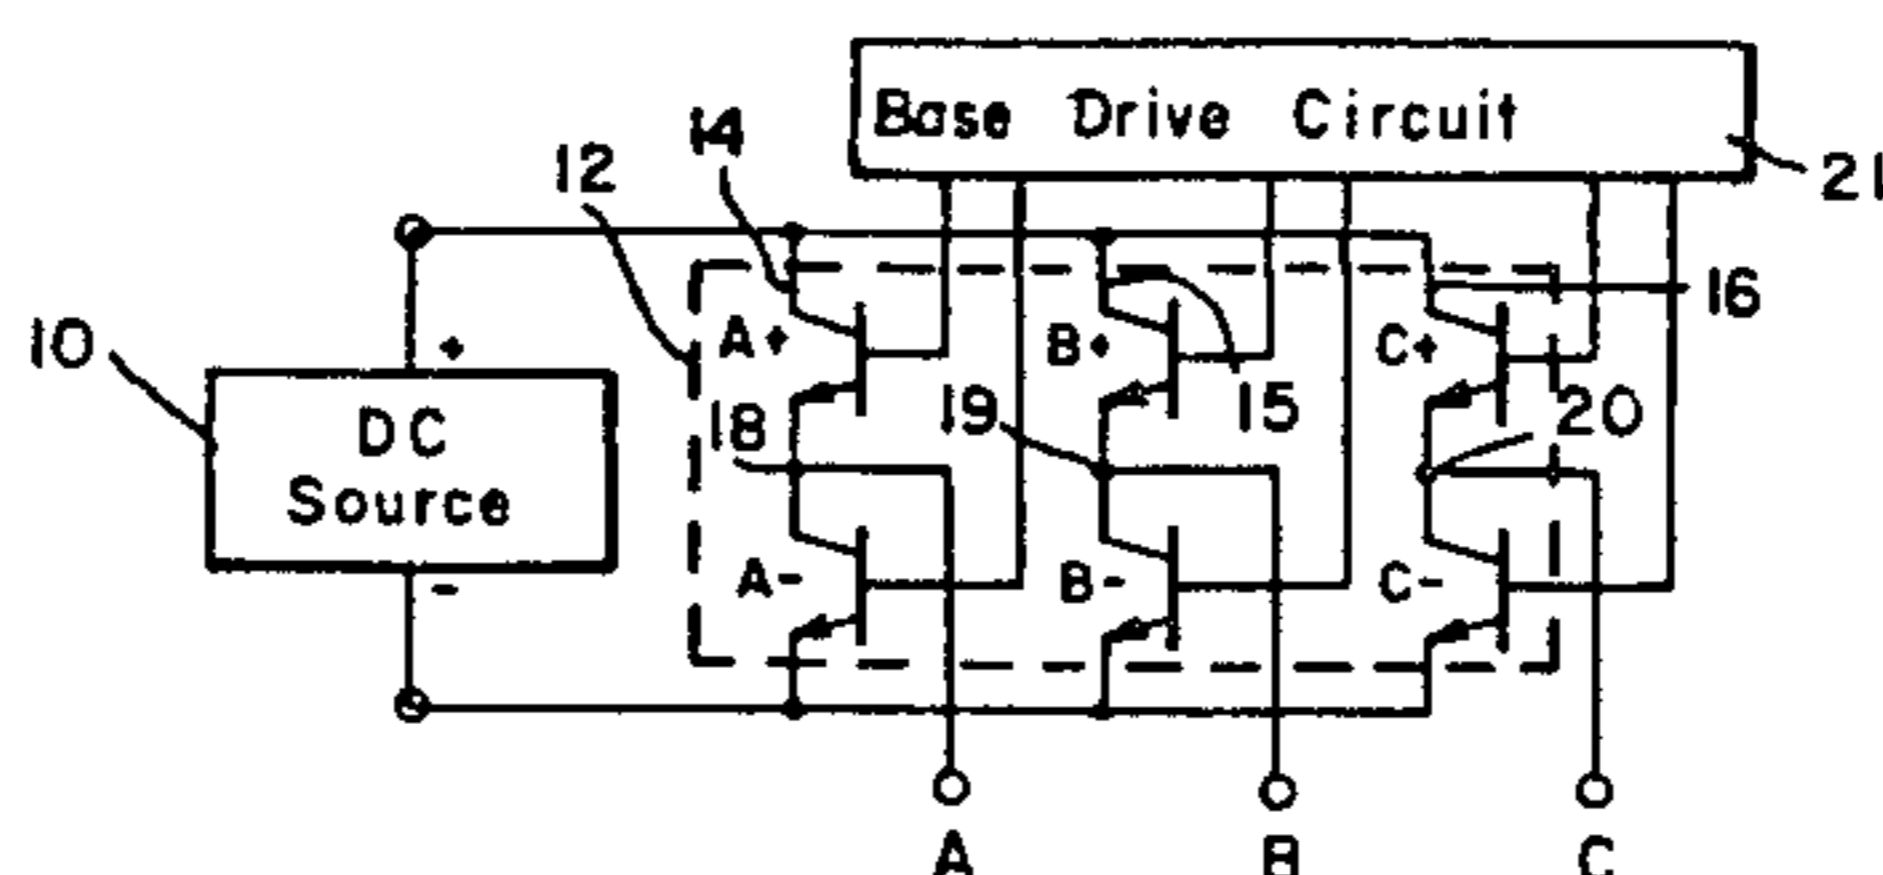 Base Drive Circuit
21
14
12
16
10
+
A+
B+
C+
DC
Source
18
19
15
20
-
A-
B-
C-
A
B
C